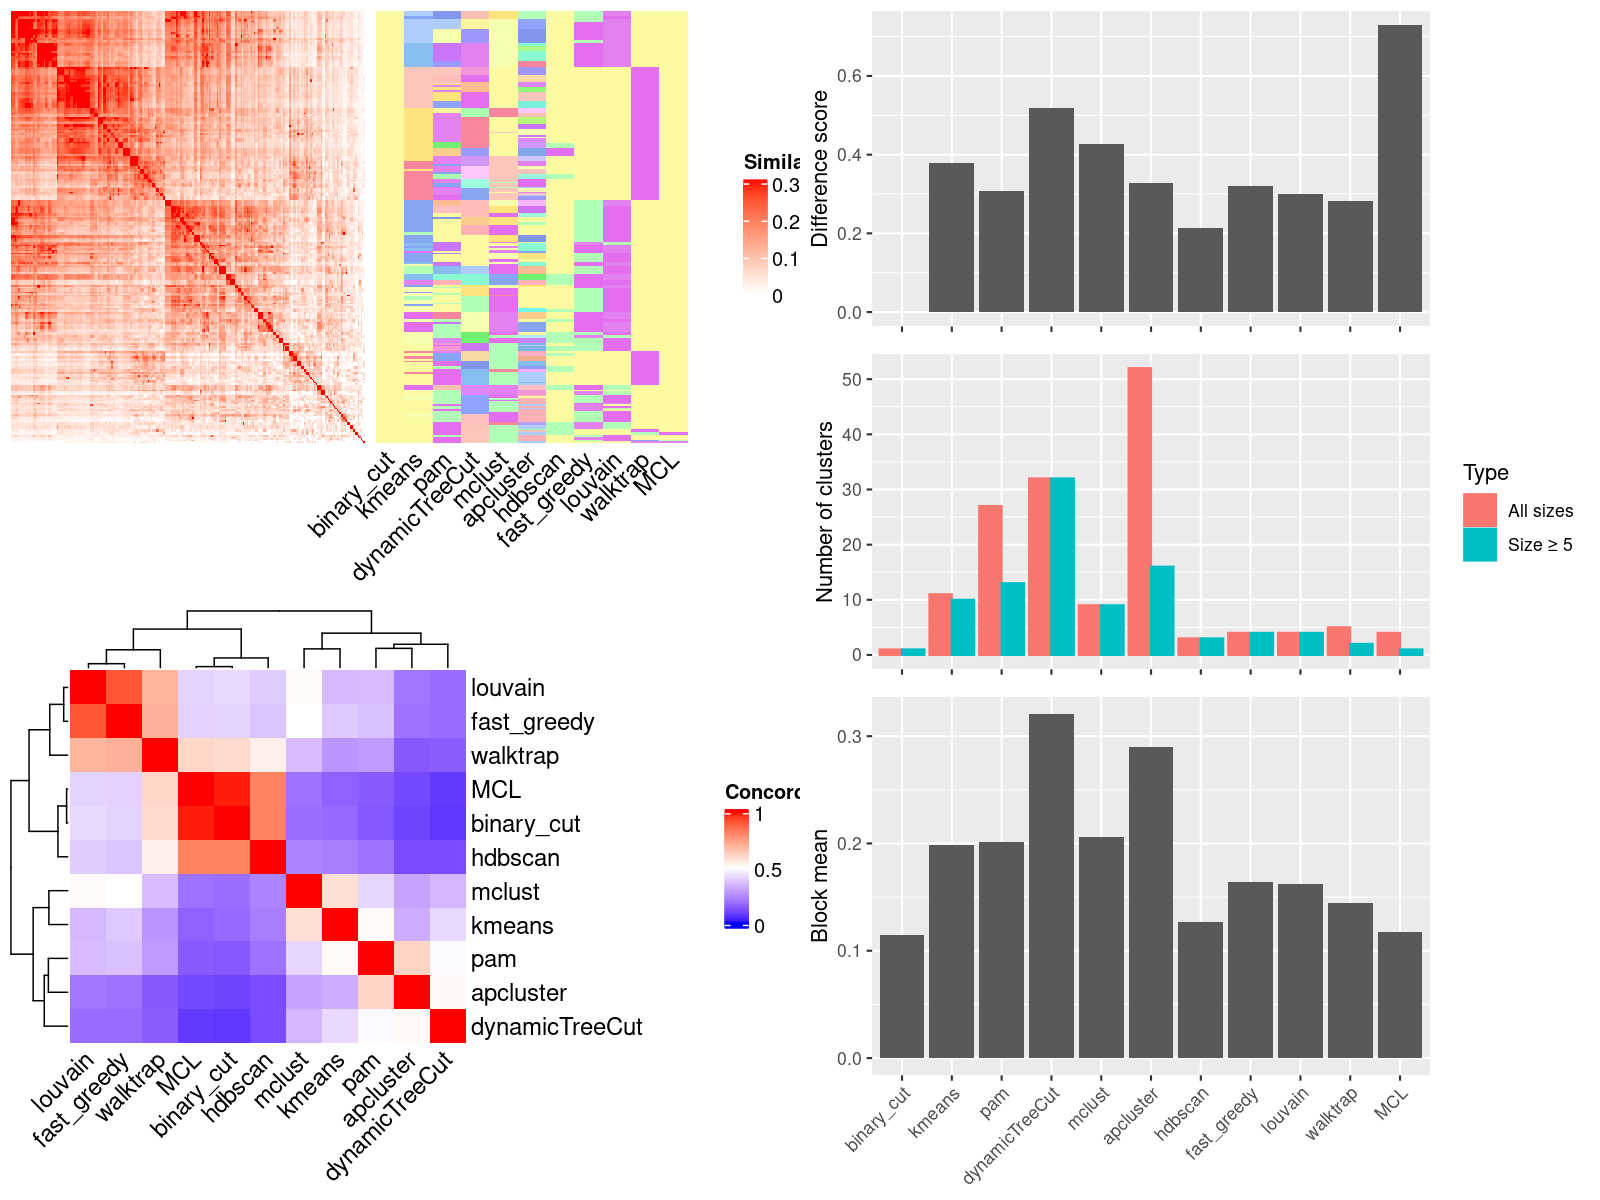 Simila
0.3
0.2
0.1
0
binary_cut
kmeans
pam
dynamicTreeCut
mclust
apcluster
hdbscan
fast_greedy
louvain
walktrap
MCL
louvain
fast_greedy
walktrap
MCL
binary_cut
hdbscan
mclust
kmeans
pam
apcluster
dynamicTreeCut
Concord
1
0.5
0
louvain
fast_greedy
walktrap
MCL
binary_cut
hdbscan
mclust
kmeans
pam
apcluster
dynamicTreeCut
Difference score
0.6
0.4
0.2
0.0
Number of clusters
50
40
30
20
10
0
Type
All sizes
Size ≥ 5
Block mean
0.3
0.2
0.1
0.0
binary_cut
kmeans
pam
dynamicTreeCut
mclust
apcluster
hdbscan
fast_greedy
louvain
walktrap
MCL